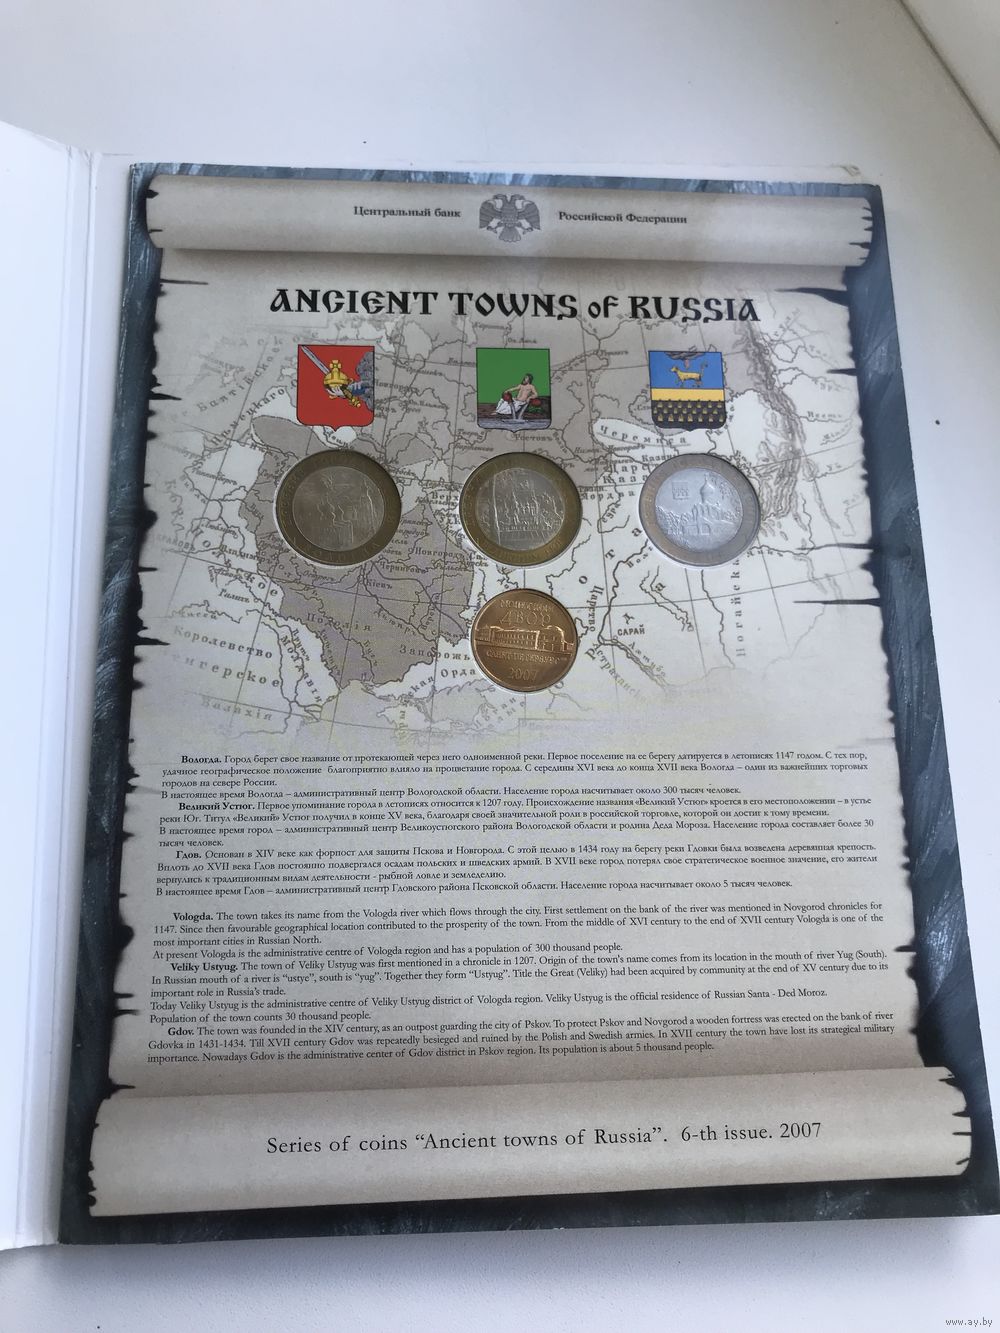 Центральный банк Российской Федерации
ANCIENT TOWNS of RUSSIA
Черемиса
МОНЕТНЫЙ
ДВОР
САНКТ-ПЕТЕРБУРГ
2007
САРАЙ
Королевство
Венгерское
Молдавия
Валахия
Запорожь
Подолія
Кіевъ
Царство
Вологда. Город берет свое название от протекающей через него одноименной реки. Первое поселение на ее берегу датируется в летописях 1147 годом. С тех пор,
удачное географическое положение благоприятно влияло на процветание города. С середины XVI века до конца XVII века Вологда – один из важнейших торговых
городов на севере России.
В настоящее время Вологда – административный центр Вологодской области. Население города насчитывает около 300 тысяч человек.
Великий Устюг. Первое упоминание города в летописях относится к 1207 году. Происхождение названия «Великий Устюг» кроется в его местоположении – в устье
реки Юг. Титул «Великий» Устюг получил в конце XV века, благодаря своей значительной роли в российской торговле, которой он достиг к тому времени.
В настоящее время город – административный центр Великоустюгского района Вологодской области и родина Деда Мороза. Население города составляет более 30
тысяч человек.
Гдов. Основан в XIV веке как форпост для защиты Пскова и Новгорода. С этой целью в 1434 году на берегу реки Гдовки была возведена деревянная крепость.
Вплоть до XVII века Гдов постоянно подвергался осадам польских и шведских армий. В XVII веке город потерял свое стратегическое военное значение, его жители
вернулись к традиционным видам деятельности - рыбной ловле и земледелию.
В настоящее время Гдов – административный центр Гдовского района Псковской области. Население города насчитывает около 5 тысяч человек.
Vologda. The town takes its name from the Vologda river which flows through the city. First settlement on the bank of the river was mentioned in Novgorod chronicles for
1147. Since then favourable geographical location contributed to the prosperity of the town. From the middle of XVI century to the end of XVII century Vologda is one of the
most important cities in Russian North.
At present Vologda is the administrative centre of Vologda region and has a population of 300 thousand people.
Veliky Ustyug. The town of Veliky Ustyug was first mentioned in a chronicle in 1207. Origin of the town's name comes from its location in the mouth of river Yug (South).
In Russian mouth of a river is "ustye", south is "yug". Together they form "Ustyug". Title the Great (Veliky) had been acquired by community at the end of XV century due to its
important role in Russia's trade.
Today Veliky Ustyug is the administrative centre of Veliky Ustyug district of Vologda region. Veliky Ustyug is the official residence of Russian Santa - Ded Moroz.
Population of the town counts 30 thousand people.
Gdov. The town was founded in the XIV century, as an outpost guarding the city of Pskov. To protect Pskov and Novgorod a wooden fortress was erected on the bank of river
Gdovka in 1431-1434. Till XVII century Gdov was repeatedly besieged and ruined by the Polish and Swedish armies. In XVII century the town have lost its strategical military
importance. Nowadays Gdov is the administrative center of Gdov district in Pskov region. Its population is about 5 thousand people.
Series of coins "Ancient towns of Russia". 6-th issue. 2007
www.ay.by